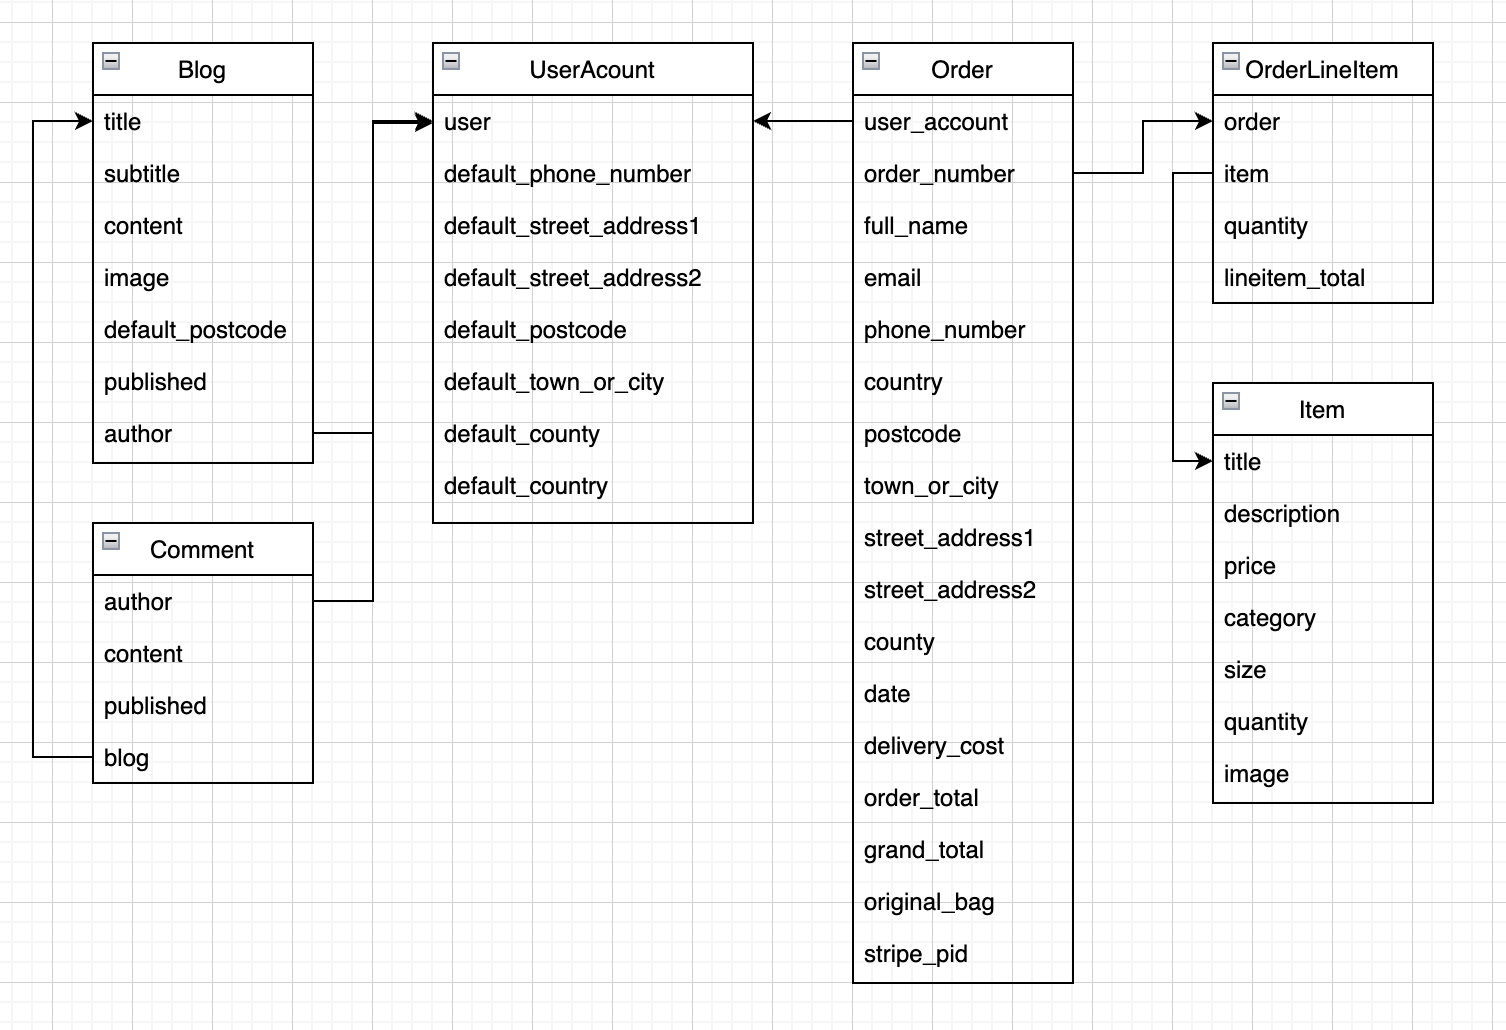 Blog
title
subtitle
content
image
default_postcode
published
author
Comment
author
content
published
blog
UserAcount
user
default_phone_number
default_street_address1
default_street_address2
default_postcode
default_town_or_city
default_county
default_country
Order
user_account
order_number
full_name
email
phone_number
country
postcode
town_or_city
street_address1
street_address2
county
date
delivery_cost
order_total
grand_total
original_bag
stripe_pid
OrderLineItem
order
item
quantity
lineitem_total
Item
title
description
price
category
size
quantity
image